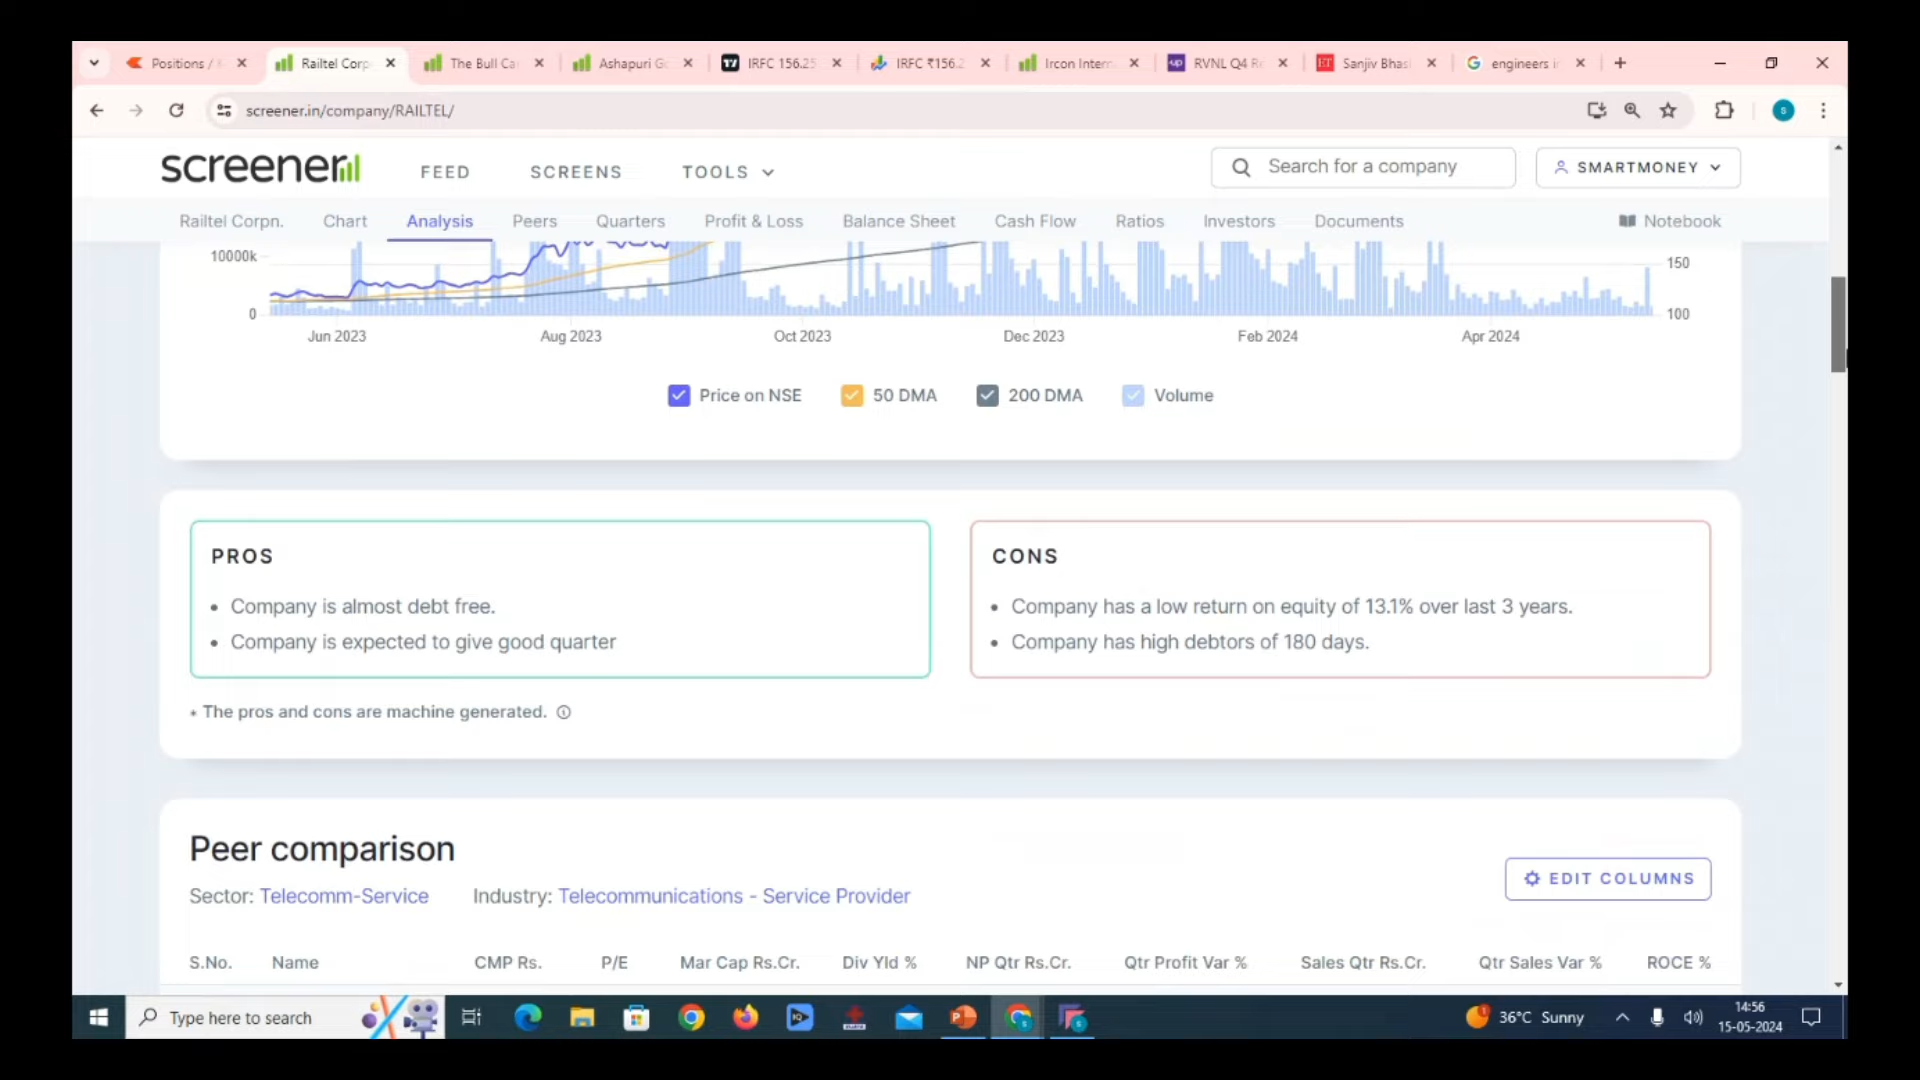 Positions /
Railtel Corp
The Bull Ca
Ashapuri Go
IRFC 156.25
IRFC ₹156.2
Ircon Intern
RVNL Q4 Re
Sanjiv Bhasi
engineers i
screener.in/company/RAILTEL/
screener
FEED
SCREENS
TOOLS
Search for a company
SMARTMONEY
Railtel Corpn.
Chart
Analysis
Peers
Quarters
Profit & Loss
Balance Sheet
Cash Flow
Ratios
Investors
Documents
Notebook
10000k
150
0
100
Jun 2023
Aug 2023
Oct 2023
Dec 2023
Feb 2024
Apr 2024
Price on NSE
50 DMA
200 DMA
Volume
PROS
• Company is almost debt free.
• Company is expected to give good quarter
CONS
• Company has a low return on equity of 13.1% over last 3 years.
• Company has high debtors of 180 days.
* The pros and cons are machine generated.
Peer comparison
Sector: Telecomm-Service
Industry: Telecommunications - Service Provider
EDIT COLUMNS
S.No. Name CMP Rs. P/E Mar Cap Rs.Cr. Div Yld % NP Qtr Rs.Cr. Qtr Profit Var % Sales Qtr Rs.Cr. Qtr Sales Var % ROCE %
Type here to search
36°C Sunny
14:56
15-05-2024